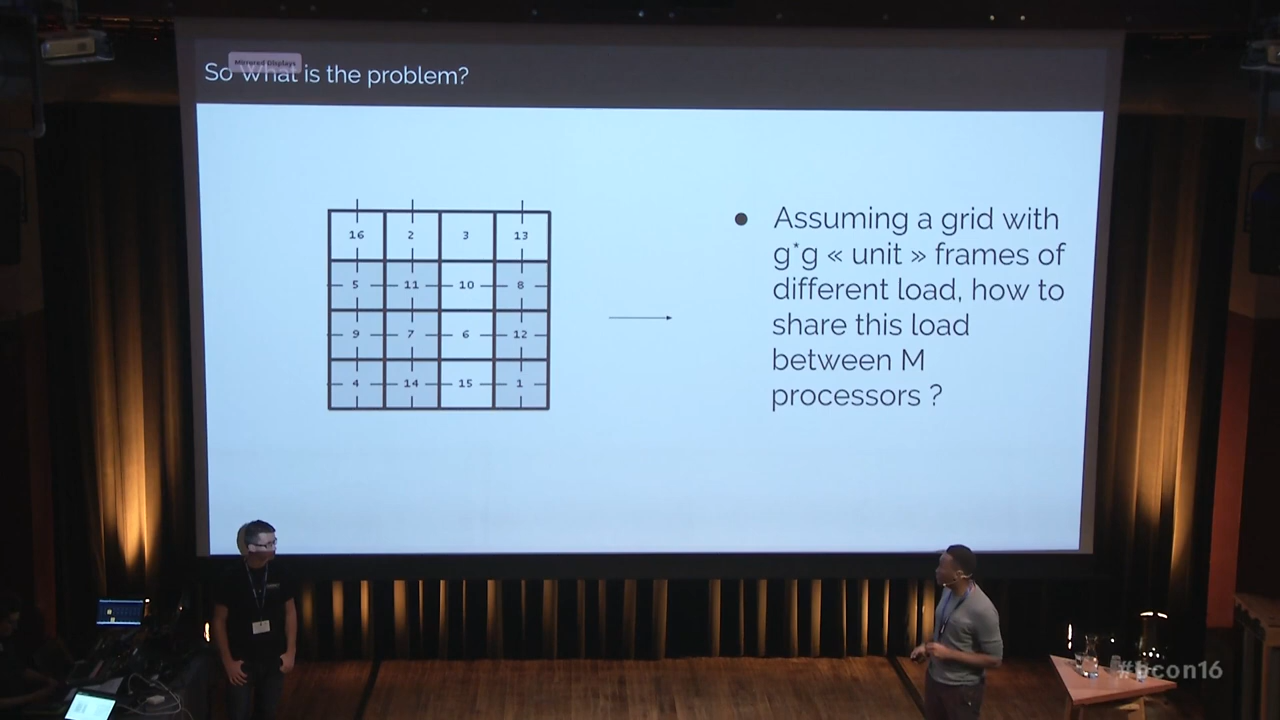 Mirrored Displays
So what is the problem?
16 2 3 13
5 11 10 8
9 7 6 12
4 14 15 1
● Assuming a grid with
g*g « unit » frames of
different load, how to
share this load
between M
processors ?
#bcon16